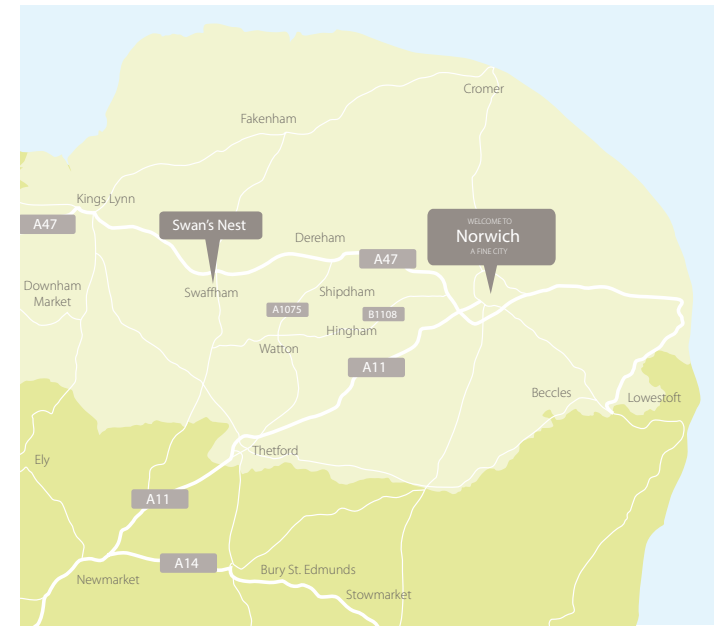 Cromer
Fakenham
Kings Lynn
A47
Swan's Nest
WELCOME TO
Norwich
A FINE CITY
Dereham
A47
Downham
Market
Swaffham
Shipdham
A1075
B1108
Hingham
Watton
A11
Beccles
Lowestoft
Thetford
Ely
A11
A14
Newmarket
Bury St. Edmunds
Stowmarket